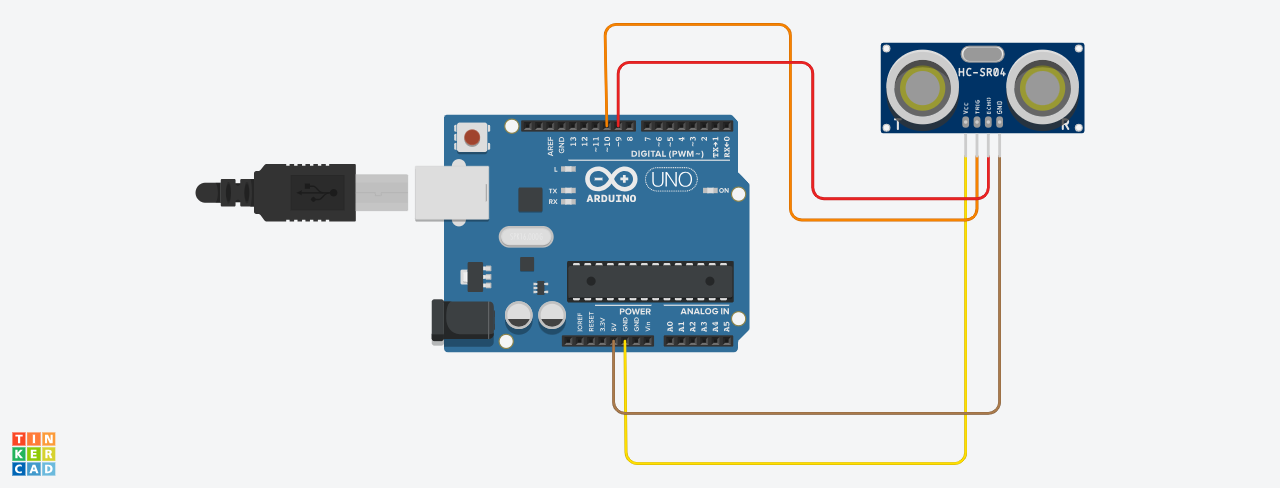 HC-SR04
VCC
TRIG
ECHO
GND
T
R
AREF
GND
13
12
~11
~10
~9
8
7
~6
~5
4
~3
2
TX→1
RX←0
DIGITAL (PWM~)
L
TX
RX
ARDUINO
UNO
ON
POWER
ANALOG IN
IOREF
RESET
3.3V
5V
GND
GND
Vin
A0
A1
A2
A3
A4
A5
TIN
KER
CAD